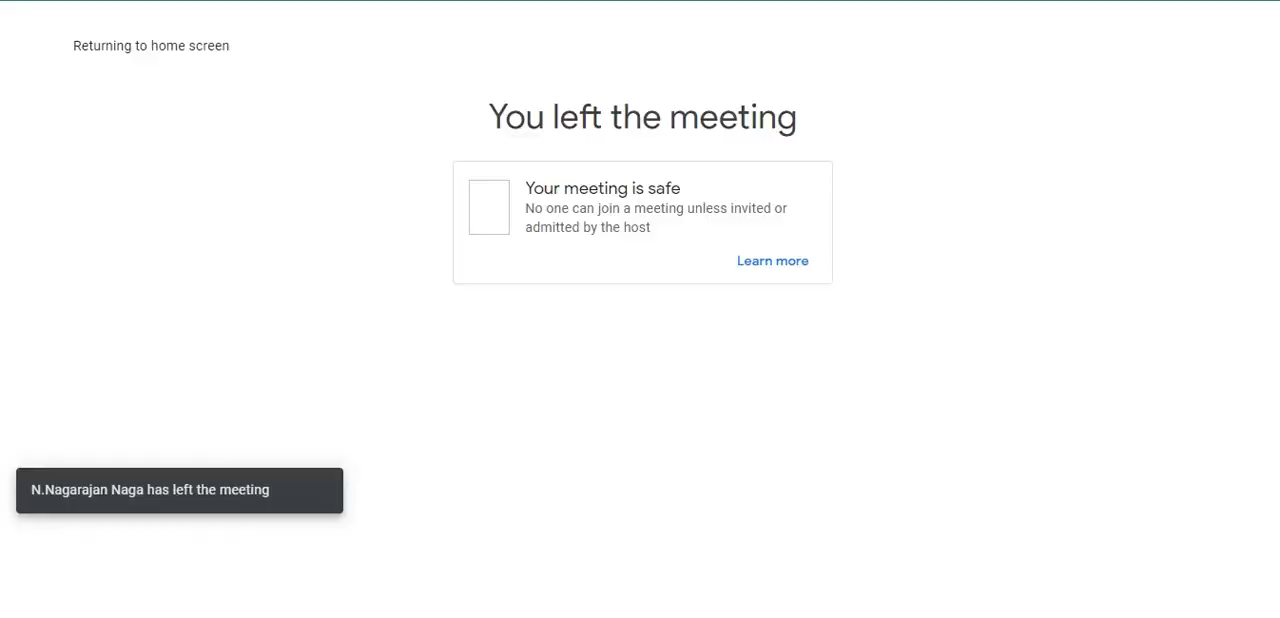 Returning to home screen
You left the meeting
Your meeting is safe
No one can join a meeting unless invited or
admitted by the host
Learn more
N.Nagarajan Naga has left the meeting